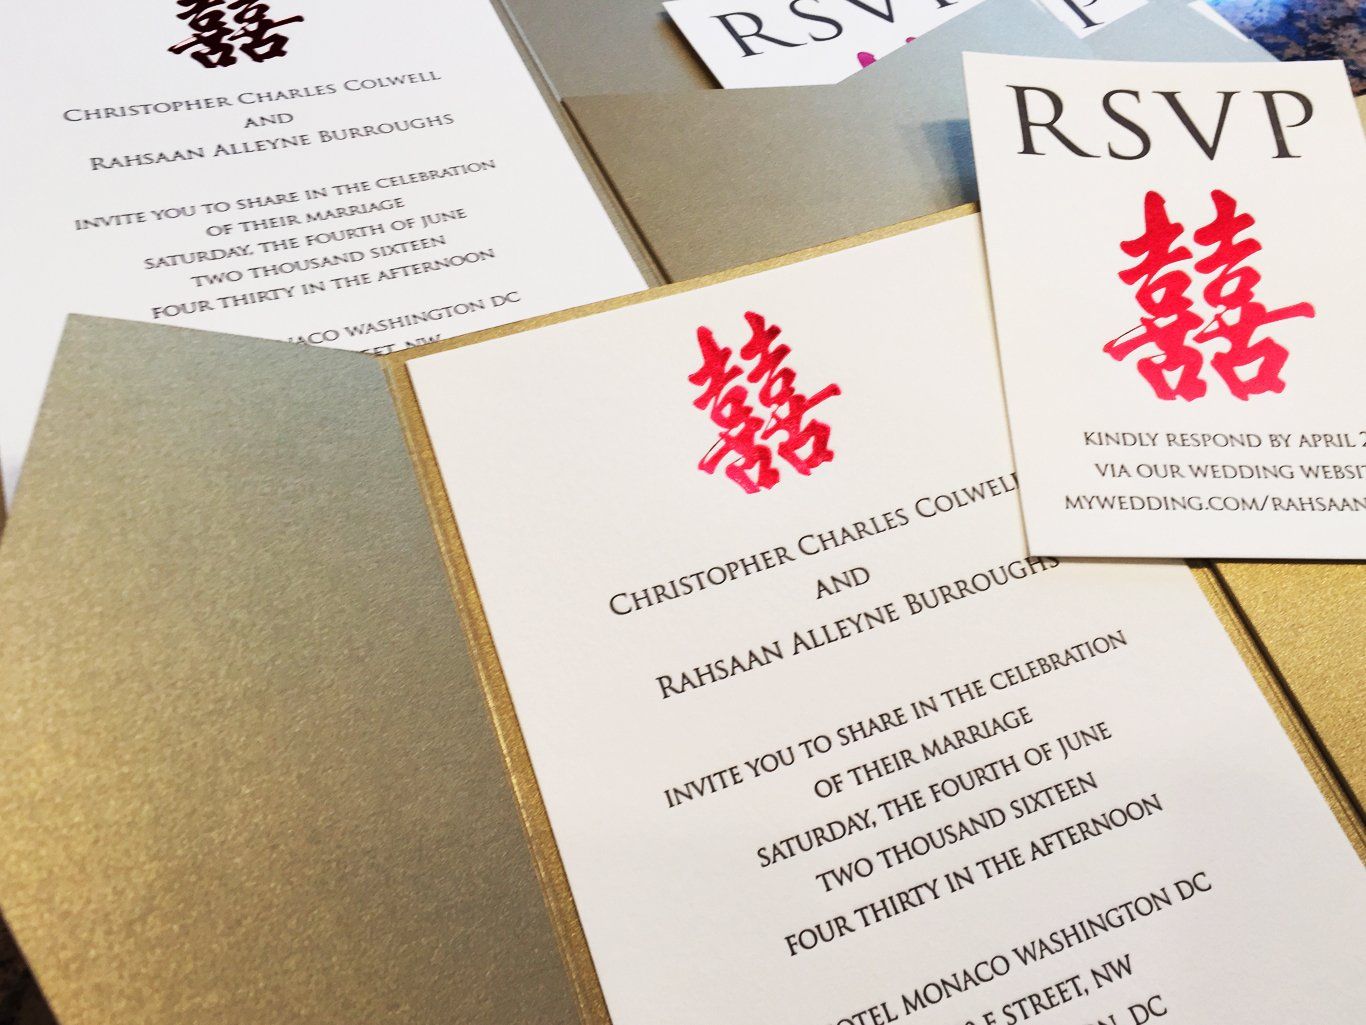 囍
CHRISTOPHER CHARLES COLWELL
AND
RAHSAAN ALLEYNE BURROUGHS
INVITE YOU TO SHARE IN THE CELEBRATION
OF THEIR MARRIAGE
SATURDAY, THE FOURTH OF JUNE
TWO THOUSAND SIXTEEN
FOUR THIRTY IN THE AFTERNOON
WASHINGTON DC
NW
RSVP
RSVP
囍
KINDLY RESPOND BY APRIL 2
VIA OUR WEDDING
MYWEDDING.COM/RAHSAAN
囍
CHRISTOPHER CHARLES COLWELL
AND
RAHSAAN ALLEYNE BURROUGHS
INVITE YOU TO SHARE IN THE CELEBRATION
OF THEIR MARRIAGE
SATURDAY, THE FOURTH OF JUNE
TWO THOUSAND SIXTEEN
FOUR THIRTY IN THE AFTERNOON
MONACO WASHINGTON DC
F STREET, NW
DC